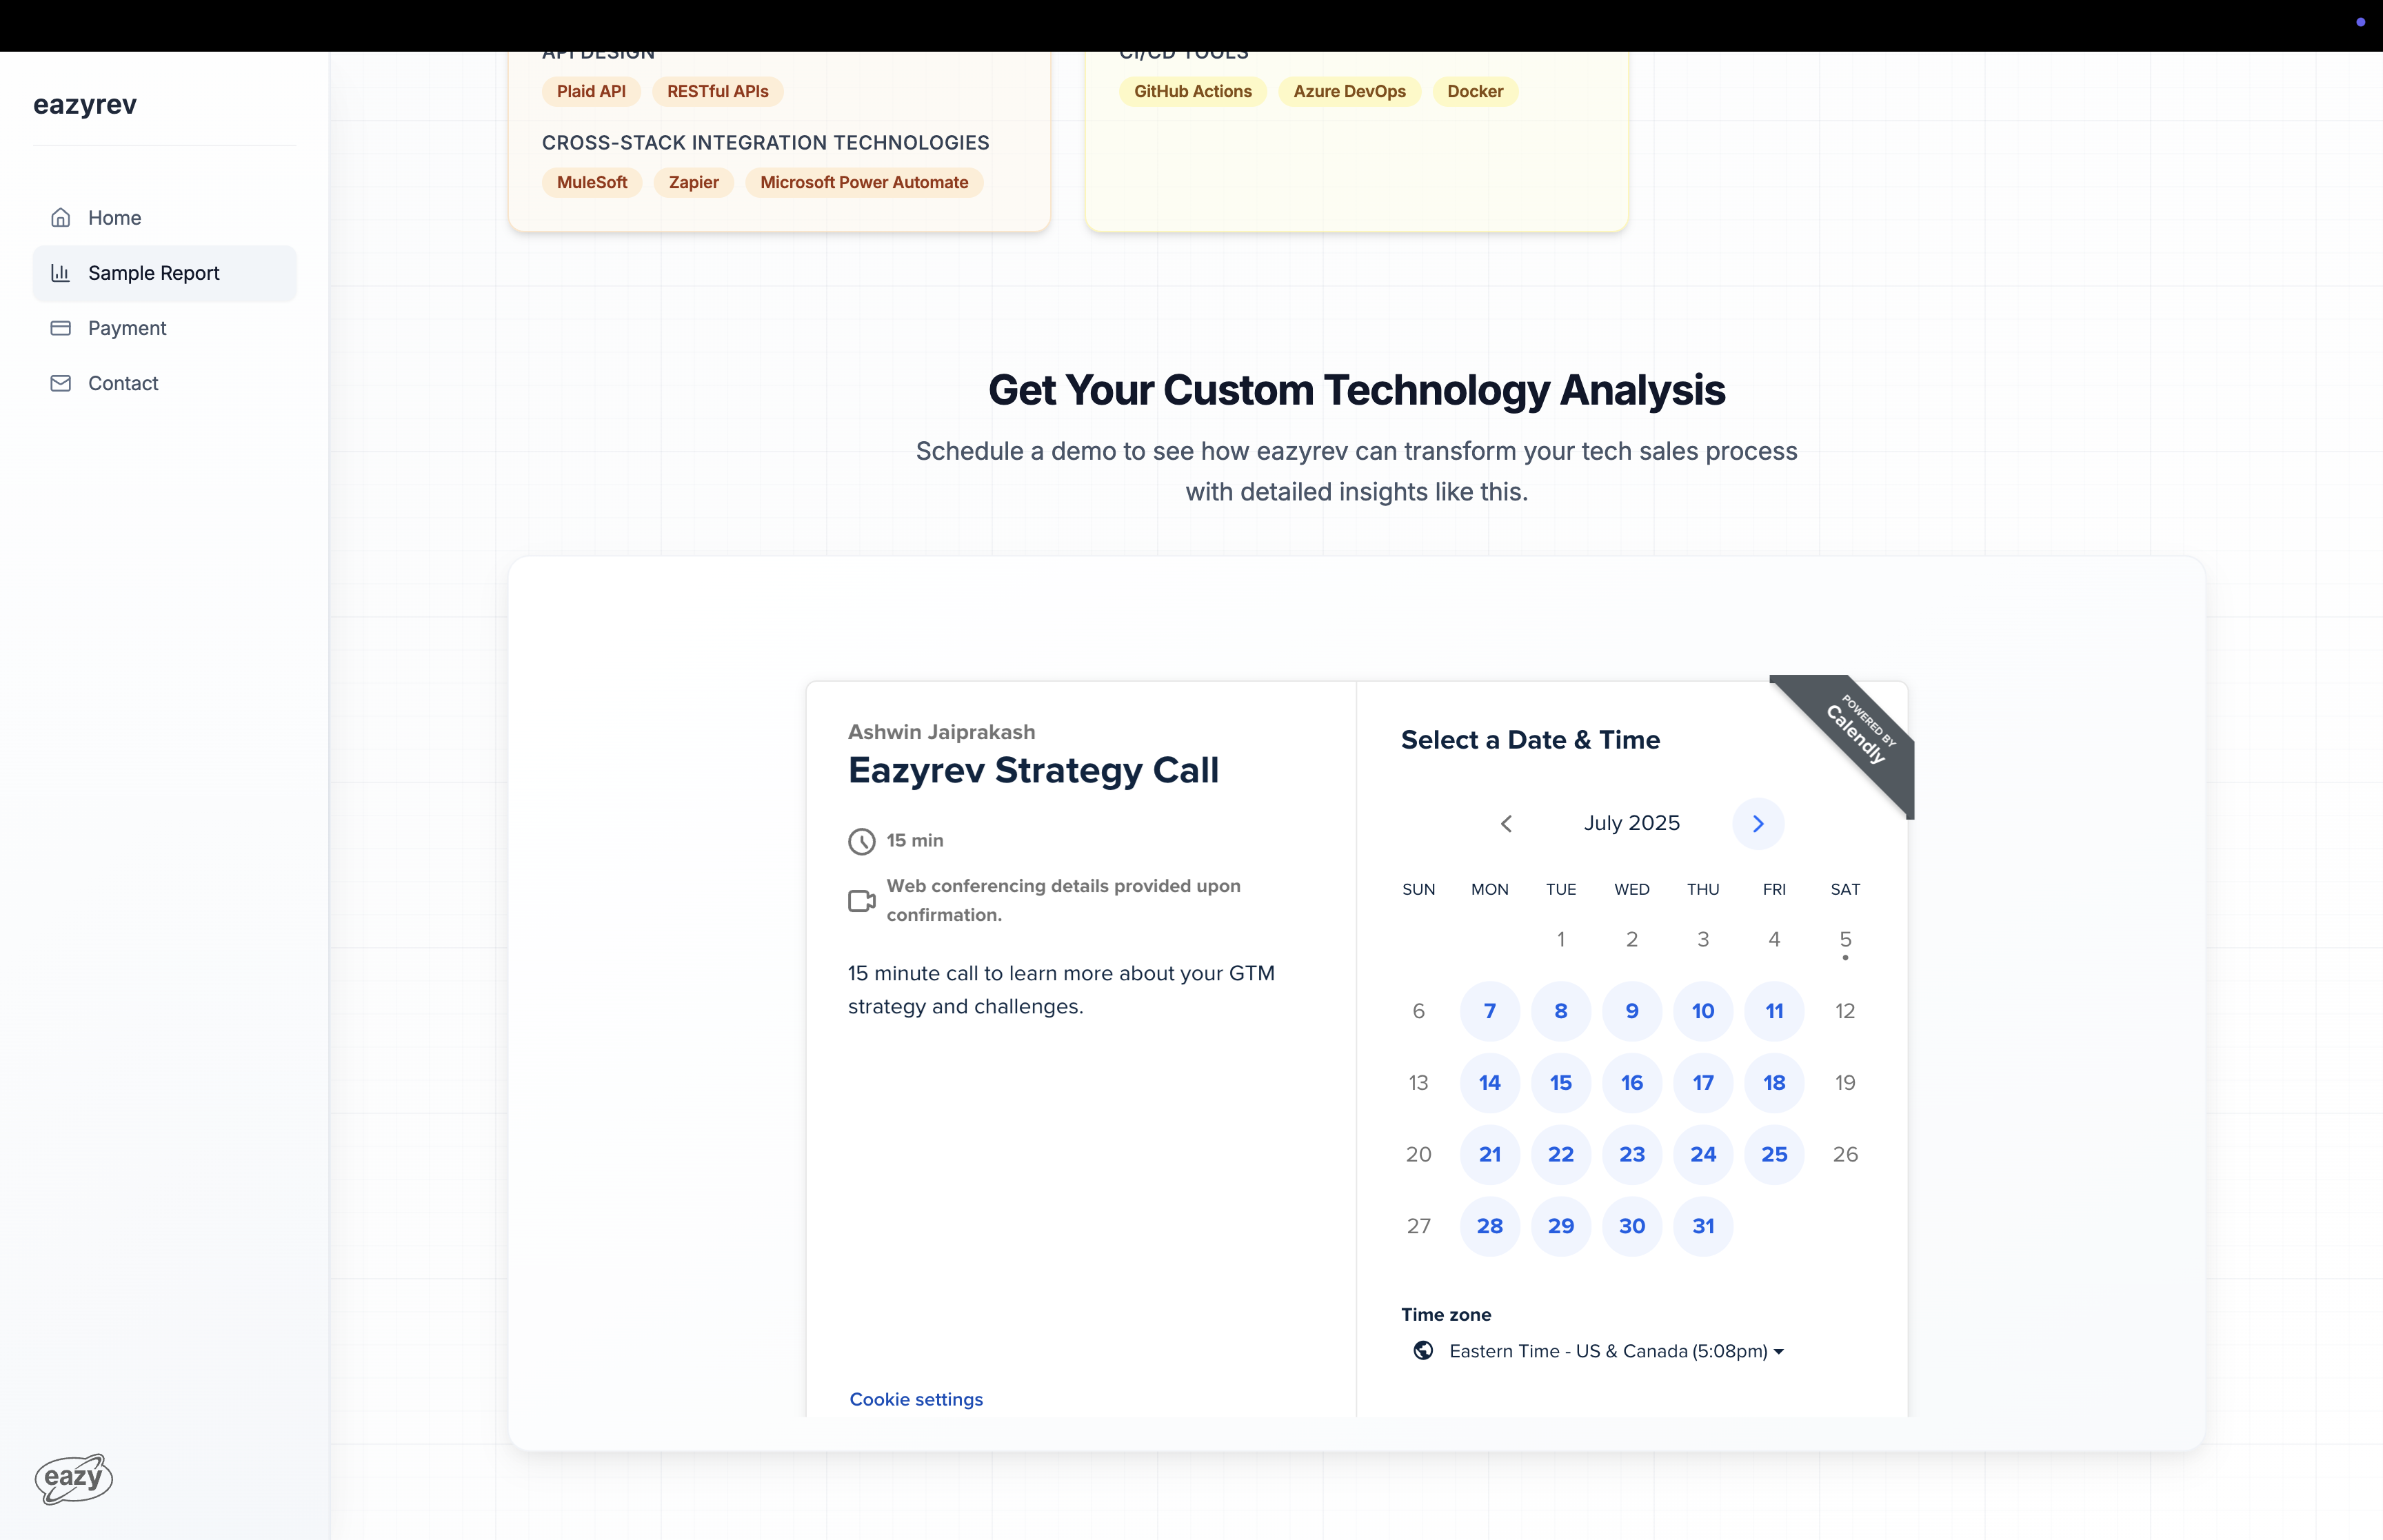 eazyrev
Home
Sample Report
Payment
Contact
eazy
API DESIGN
Plaid API
RESTful APIs
CROSS-STACK INTEGRATION TECHNOLOGIES
MuleSoft
Zapier
Microsoft Power Automate
CI/CD TOOLS
GitHub Actions
Azure DevOps
Docker
Get Your Custom Technology Analysis
Schedule a demo to see how eazyrev can transform your tech sales process
with detailed insights like this.
Ashwin Jaiprakash
Eazyrev Strategy Call
15 min
Web conferencing details provided upon
confirmation.
15 minute call to learn more about your GTM
strategy and challenges.
Cookie settings
POWERED BY
Calendly
Select a Date & Time
July 2025
SUN MON TUE WED THU FRI SAT
1 2 3 4 5
6 7 8 9 10 11 12
13 14 15 16 17 18 19
20 21 22 23 24 25 26
27 28 29 30 31
Time zone
Eastern Time - US & Canada (5:08pm)